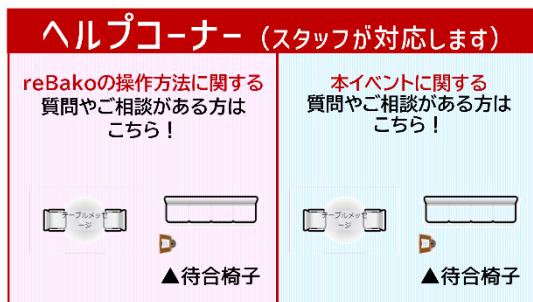 ヘルプコーナー（スタッフが対応します）
reBakoの操作方法に関する
質問やご相談がある方は
こちら！
テーブルメッセ
ージ
▲待合椅子
本イベントに関する
質問やご相談がある方は
こちら！
テーブルメッセ
ージ
▲待合椅子